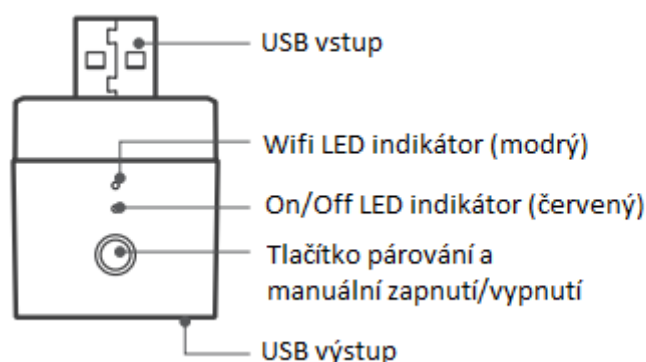 USB vstup
Wifi LED indikátor (modrý)
On/Off LED indikátor (červený)
Tlačítko párování a
manuální zapnutí/vypnutí
USB výstup